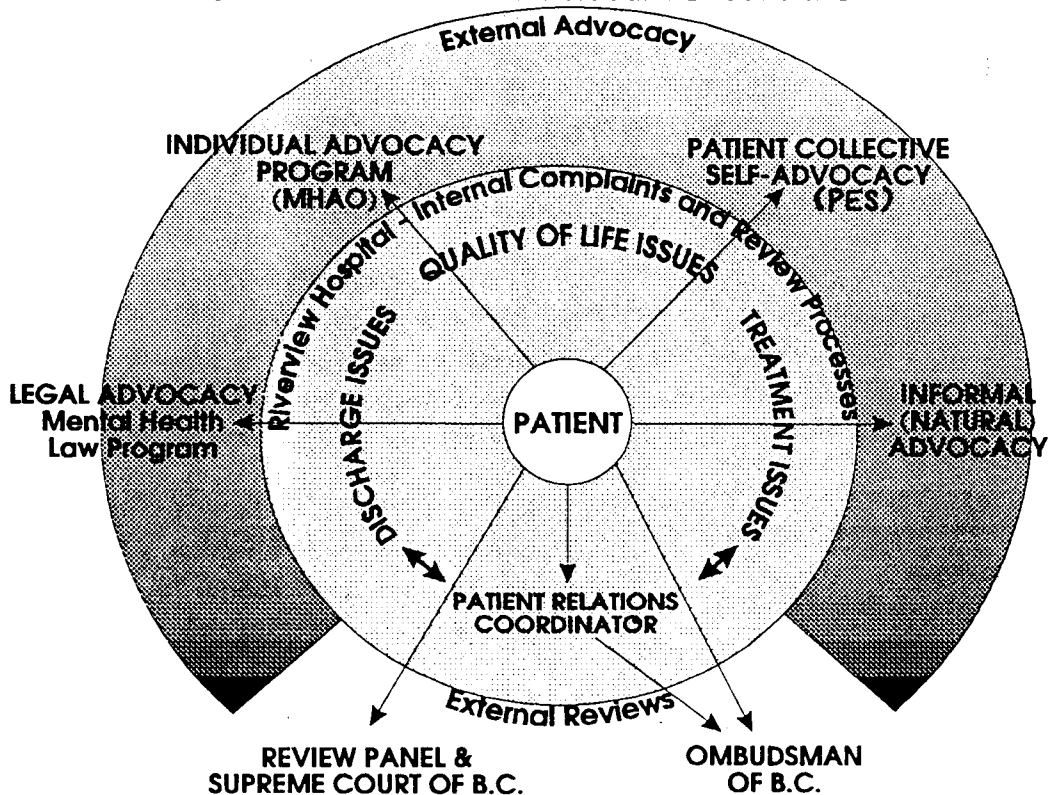 External Advocacy
INDIVIDUAL ADVOCACY
PROGRAM
(MHAO)
PATIENT COLLECTIVE
SELF-ADVOCACY
(PES)
Riverview Hospital - Internal Complaints and Review Processes
QUALITY OF LIFE ISSUES
DISCHARGE ISSUES
TREATMENT ISSUES
LEGAL ADVOCACY
Mental Health
Law Program
PATIENT
INFORMAL
(NATURAL)
ADVOCACY
PATIENT RELATIONS
COORDINATOR
External Reviews
REVIEW PANEL &
SUPREME COURT OF B.C.
OMBUDSMAN
OF B.C.